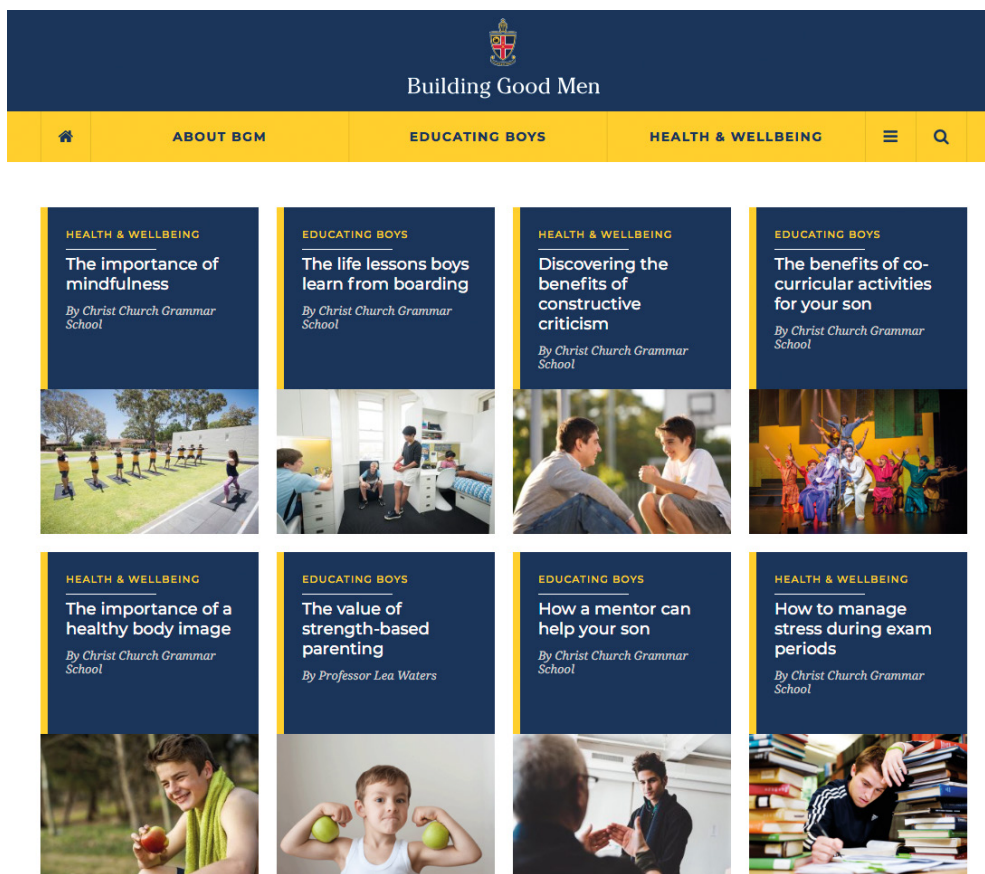 Building Good Men
ABOUT BGM
EDUCATING BOYS
HEALTH & WELLBEING
HEALTH & WELLBEING
The importance of
mindfulness
By Christ Church Grammar
School
EDUCATING BOYS
The life lessons boys
learn from boarding
By Christ Church Grammar
School
HEALTH & WELLBEING
Discovering the
benefits of
constructive
criticism
By Christ Church Grammar
School
EDUCATING BOYS
The benefits of co-
curricular activities
for your son
By Christ Church Grammar
School
HEALTH & WELLBEING
The importance of a
healthy body image
By Christ Church Grammar
School
EDUCATING BOYS
The value of
strength-based
parenting
By Professor Lea Waters
EDUCATING BOYS
How a mentor can
help your son
By Christ Church Grammar
School
HEALTH & WELLBEING
How to manage
stress during exam
periods
By Christ Church Grammar
School